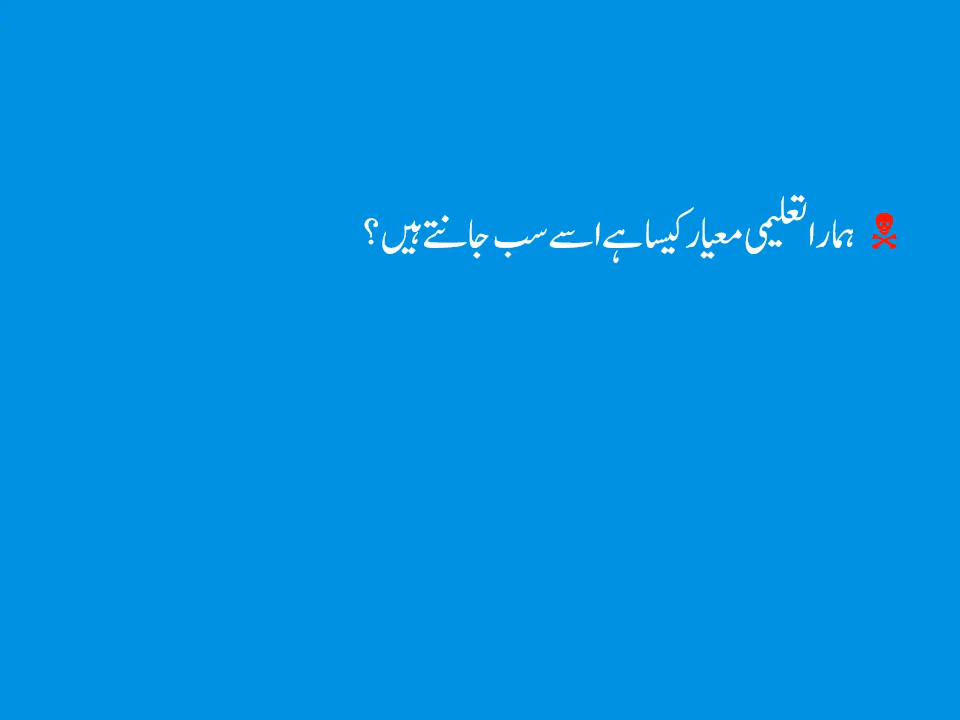 ☠ ہمارا تعلیمی معیار کیسا ہے اسے سب جانتے ہیں؟